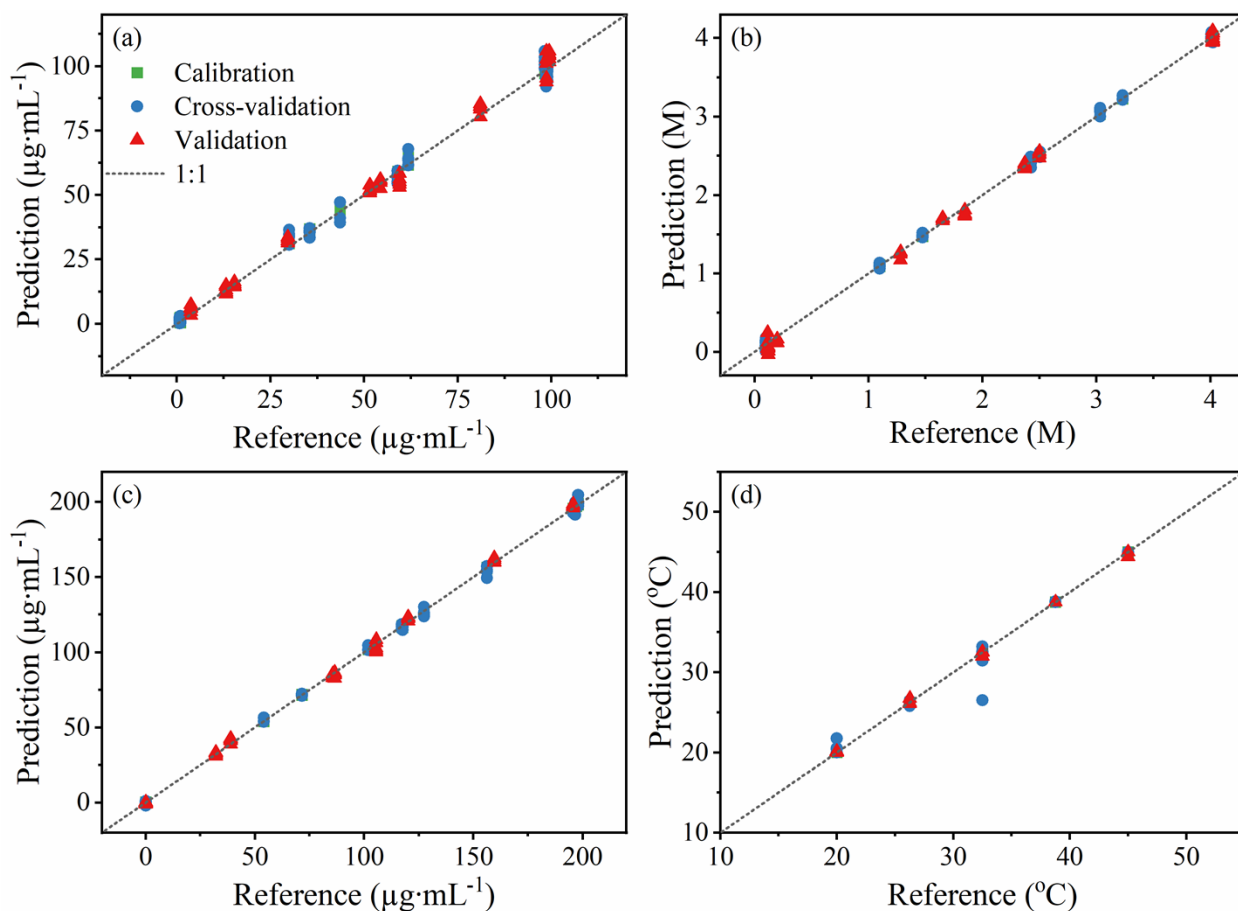 (a)
Calibration
Cross-validation
Validation
1:1
100
75
50
25
0
0 25 50 75 100
Prediction (µg·mL⁻¹)
Reference (µg·mL⁻¹)
(b)
4
3
2
1
0
0 1 2 3 4
Prediction (M)
Reference (M)
(c)
200
150
100
50
0
0 50 100 150 200
Prediction (µg·mL⁻¹)
Reference (µg·mL⁻¹)
(d)
50
40
30
20
10
10 20 30 40 50
Prediction (ºC)
Reference (ºC)